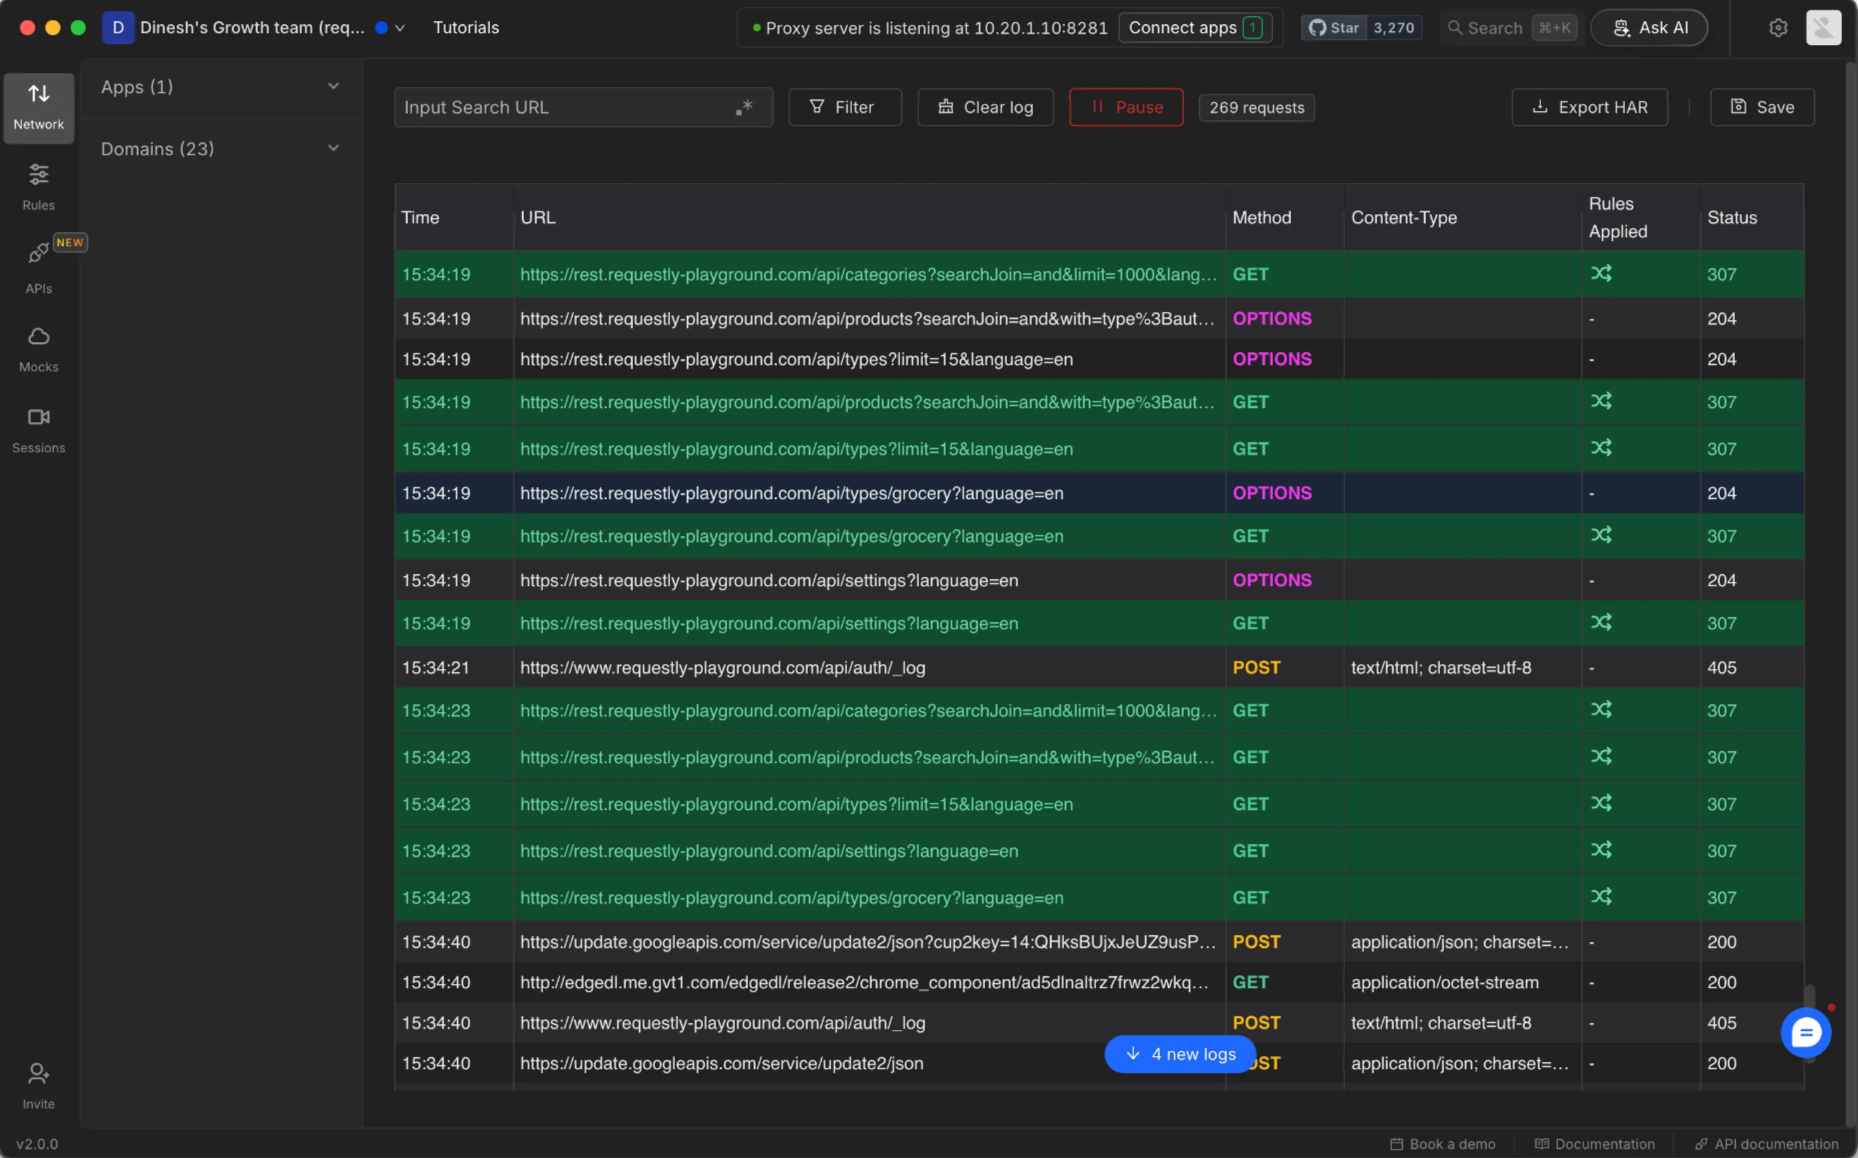 D Dinesh's Growth team (req... Tutorials Proxy server is listening at 10.20.1.10:8281 Connect apps 1 Star 3,270 Search ⌘+K Ask AI
Network
Rules
NEW
APIs
Mocks
Sessions
Invite
v2.0.0
Apps (1)
Domains (23)
Input Search URL .* Filter Clear log Pause 269 requests Export HAR Save
Time URL Method Content-Type Rules Applied Status
15:34:19 https://rest.requestly-playground.com/api/categories?searchJoin=and&limit=1000&lang... GET 307
15:34:19 https://rest.requestly-playground.com/api/products?searchJoin=and&with=type%3Baut... OPTIONS - 204
15:34:19 https://rest.requestly-playground.com/api/types?limit=15&language=en OPTIONS - 204
15:34:19 https://rest.requestly-playground.com/api/products?searchJoin=and&with=type%3Baut... GET 307
15:34:19 https://rest.requestly-playground.com/api/types?limit=15&language=en GET 307
15:34:19 https://rest.requestly-playground.com/api/types/grocery?language=en OPTIONS - 204
15:34:19 https://rest.requestly-playground.com/api/types/grocery?language=en GET 307
15:34:19 https://rest.requestly-playground.com/api/settings?language=en OPTIONS - 204
15:34:19 https://rest.requestly-playground.com/api/settings?language=en GET 307
15:34:21 https://www.requestly-playground.com/api/auth/_log POST text/html; charset=utf-8 - 405
15:34:23 https://rest.requestly-playground.com/api/categories?searchJoin=and&limit=1000&lang... GET 307
15:34:23 https://rest.requestly-playground.com/api/products?searchJoin=and&with=type%3Baut... GET 307
15:34:23 https://rest.requestly-playground.com/api/types?limit=15&language=en GET 307
15:34:23 https://rest.requestly-playground.com/api/settings?language=en GET 307
15:34:23 https://rest.requestly-playground.com/api/types/grocery?language=en GET 307
15:34:40 https://update.googleapis.com/service/update2/json?cup2key=14:QHksBUjxJeUZ9usP... POST application/json; charset=... - 200
15:34:40 http://edgedl.me.gvt1.com/edgedl/release2/chrome_component/ad5dlnaltrz7frwz2wkq... GET application/octet-stream - 200
15:34:40 https://www.requestly-playground.com/api/auth/_log POST text/html; charset=utf-8 - 405
15:34:40 https://update.googleapis.com/service/update2/json OST application/json; charset=... - 200
4 new logs
Book a demo Documentation API documentation